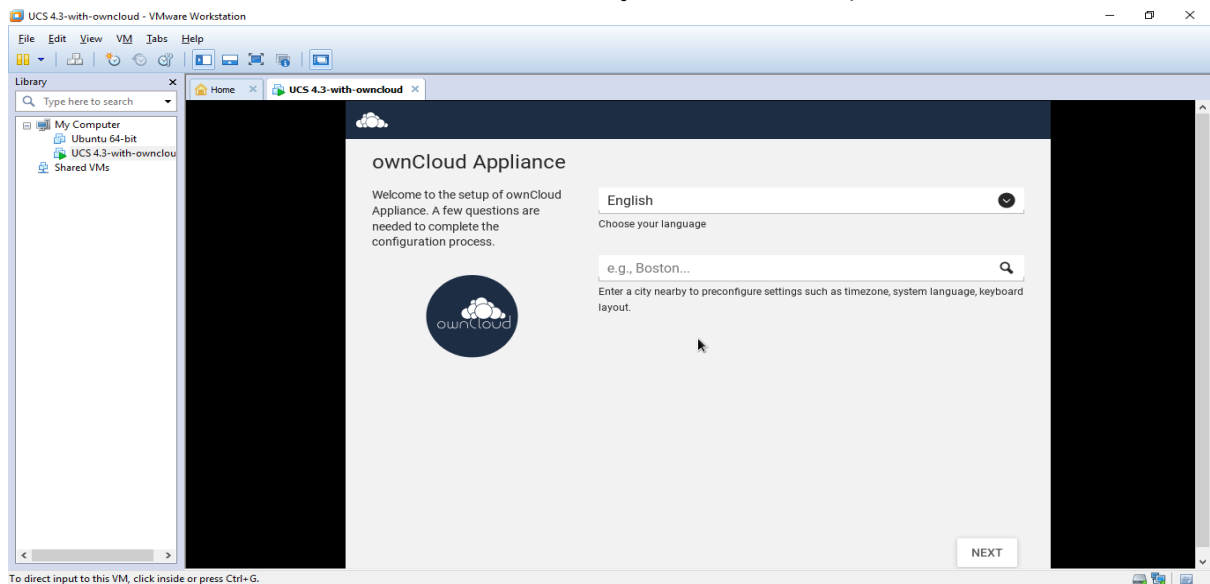 UCS 4.3-with-owncloud - VMware Workstation
File Edit View VM Tabs Help
Library
Type here to search
My Computer
Ubuntu 64-bit
UCS 4.3-with-ownclou
Shared VMs
Home
UCS 4.3-with-owncloud
ownCloud Appliance
Welcome to the setup of ownCloud
Appliance. A few questions are
needed to complete the
configuration process.
ownCloud
English
Choose your language
e.g., Boston...
Enter a city nearby to preconfigure settings such as timezone, system language, keyboard
layout.
NEXT
To direct input to this VM, click inside or press Ctrl+G.